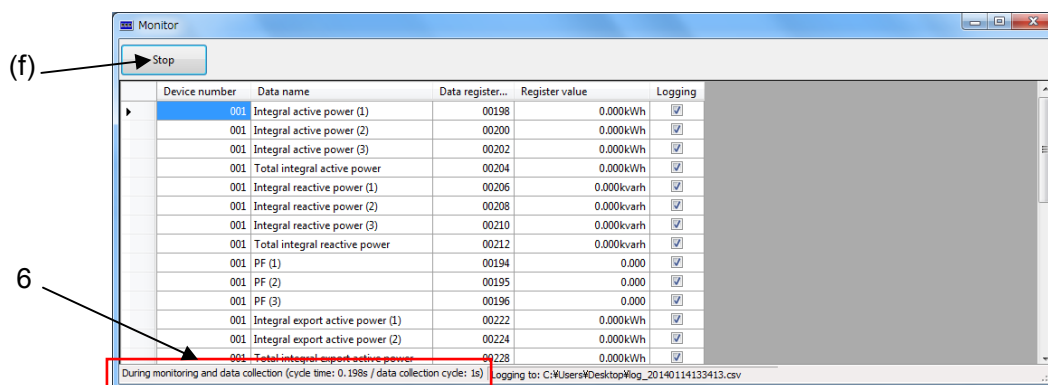 Monitor
(f)
Stop
Device number Data name Data register... Register value Logging
001 Integral active power (1) 00198 0.000kWh
001 Integral active power (2) 00200 0.000kWh
001 Integral active power (3) 00202 0.000kWh
001 Total integral active power 00204 0.000kWh
001 Integral reactive power (1) 00206 0.000kvarh
001 Integral reactive power (2) 00208 0.000kvarh
001 Integral reactive power (3) 00210 0.000kvarh
001 Total integral reactive power 00212 0.000kvarh
6
001 PF (1) 00194 0.000
001 PF (2) 00195 0.000
001 PF (3) 00196 0.000
001 Integral export active power (1) 00222 0.000kWh
001 Integral export active power (2) 00224 0.000kWh
001 Total integral export active power 00228 0.000kWh
During monitoring and data collection (cycle time: 0.198s / data collection cycle: 1s) Logging to: C:¥Users¥Desktop¥log_20140114133413.csv